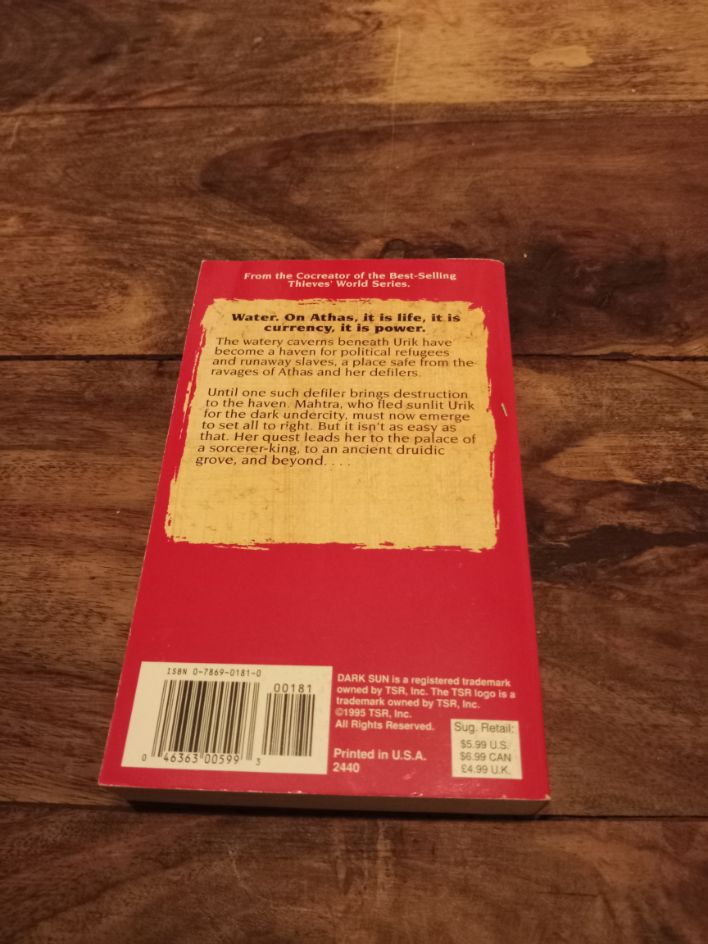 From the Cocreator of the Best-Selling
Thieves' World Series.
Water. On Athas, it is life, it is
currency, it is power.
The watery caverns beneath Urik have
become a haven for political refugees
and runaway slaves, a place safe from the
ravages of Athas and her defilers.
Until one such defiler brings destruction
to the haven. Mahtra, who fled sunlit Urik
for the dark undercity, must now emerge
to set all to right. But it isn't as easy as
that. Her quest leads her to the palace of
a sorcerer-king, to an ancient druidic
grove, and beyond. . . .
ISBN 0-7869-0181-0
00181
0 46363 00599 3
DARK SUN is a registered trademark
owned by TSR, Inc. The TSR logo is a
trademark owned by TSR, Inc.
©1995 TSR, Inc.
All Rights Reserved.
Printed in U.S.A.
2440
Sug. Retail:
$5.99 U.S.
$6.99 CAN
£4.99 U.K.